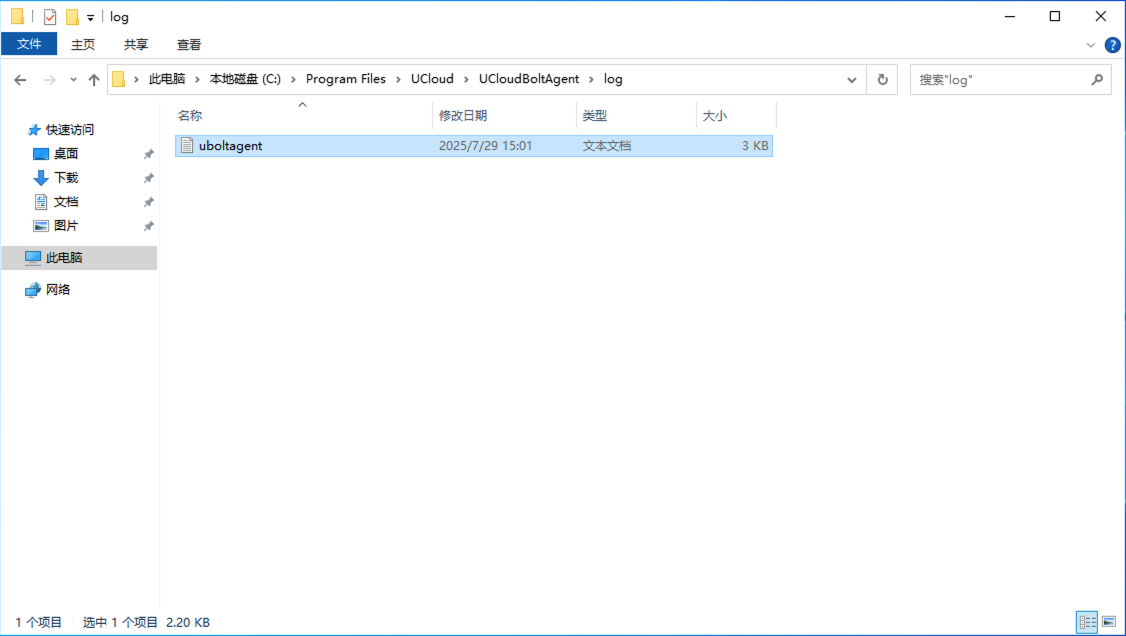 log
文件 主页 共享 查看
此电脑 本地磁盘 (C:) Program Files UCloud UCloudBoltAgent log 搜索"log"
名称 修改日期 类型 大小
快速访问
uboltagent 2025/7/29 15:01 文本文档 3 KB
桌面
下载
文档
图片
此电脑
网络
1 个项目 选中 1 个项目 2.20 KB